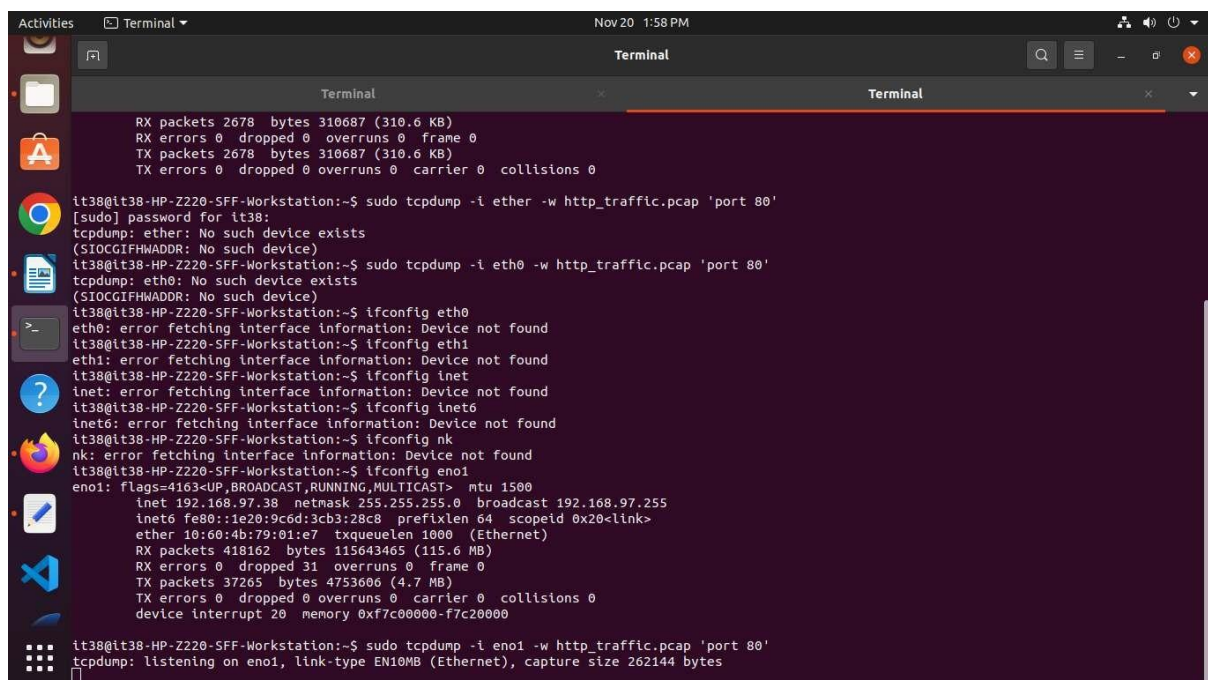 Activities Terminal Nov 20 1:58 PM
Terminal
Terminal Terminal
RX packets 2678 bytes 310687 (310.6 KB)
RX errors 0 dropped 0 overruns 0 frame 0
TX packets 2678 bytes 310687 (310.6 KB)
TX errors 0 dropped 0 overruns 0 carrier 0 collisions 0
it38@it38-HP-Z220-SFF-Workstation:~$ sudo tcpdump -i ether -w http_traffic.pcap 'port 80'
[sudo] password for it38:
tcpdump: ether: No such device exists
(SIOCGIFHWADDR: No such device)
it38@it38-HP-Z220-SFF-Workstation:~$ sudo tcpdump -i eth0 -w http_traffic.pcap 'port 80'
tcpdump: eth0: No such device exists
(SIOCGIFHWADDR: No such device)
it38@it38-HP-Z220-SFF-Workstation:~$ ifconfig eth0
eth0: error fetching interface information: Device not found
it38@it38-HP-Z220-SFF-Workstation:~$ ifconfig eth1
eth1: error fetching interface information: Device not found
it38@it38-HP-Z220-SFF-Workstation:~$ ifconfig inet
inet: error fetching interface information: Device not found
it38@it38-HP-Z220-SFF-Workstation:~$ ifconfig inet6
inet6: error fetching interface information: Device not found
it38@it38-HP-Z220-SFF-Workstation:~$ ifconfig nk
nk: error fetching interface information: Device not found
it38@it38-HP-Z220-SFF-Workstation:~$ ifconfig eno1
eno1: flags=4163<UP,BROADCAST,RUNNING,MULTICAST> mtu 1500
inet 192.168.97.38 netmask 255.255.255.0 broadcast 192.168.97.255
inet6 fe80::1e20:9c6d:3cb3:28c8 prefixlen 64 scopeid 0x20<link>
ether 10:60:4b:79:01:e7 txqueuelen 1000 (Ethernet)
RX packets 418162 bytes 115643465 (115.6 MB)
RX errors 0 dropped 31 overruns 0 frame 0
TX packets 37265 bytes 4753606 (4.7 MB)
TX errors 0 dropped 0 overruns 0 carrier 0 collisions 0
device interrupt 20 memory 0xf7c00000-f7c20000
it38@it38-HP-Z220-SFF-Workstation:~$ sudo tcpdump -i eno1 -w http_traffic.pcap 'port 80'
tcpdump: listening on eno1, link-type EN10MB (Ethernet), capture size 262144 bytes